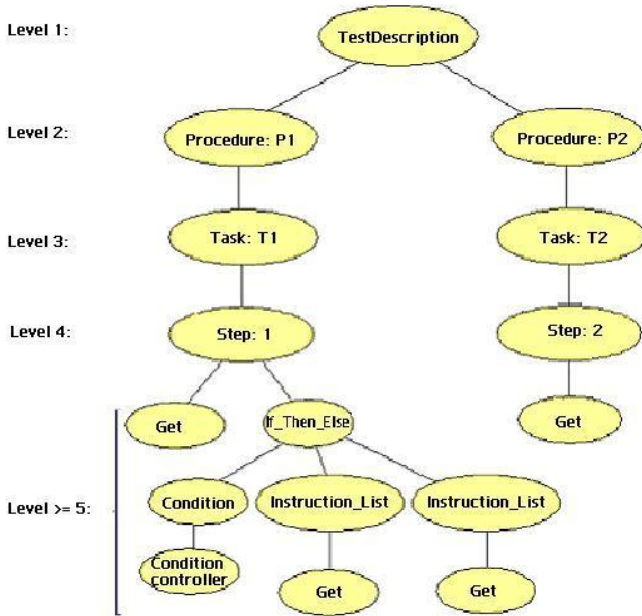 Level 1:
TestDescription
Level 2:
Procedure: P1
Procedure: P2
Level 3:
Task: T1
Task: T2
Level 4:
Step: 1
Step: 2
Get
If_Then_Else
Get
Level >= 5:
Condition
Instruction_List
Instruction_List
Condition
controller
Get
Get